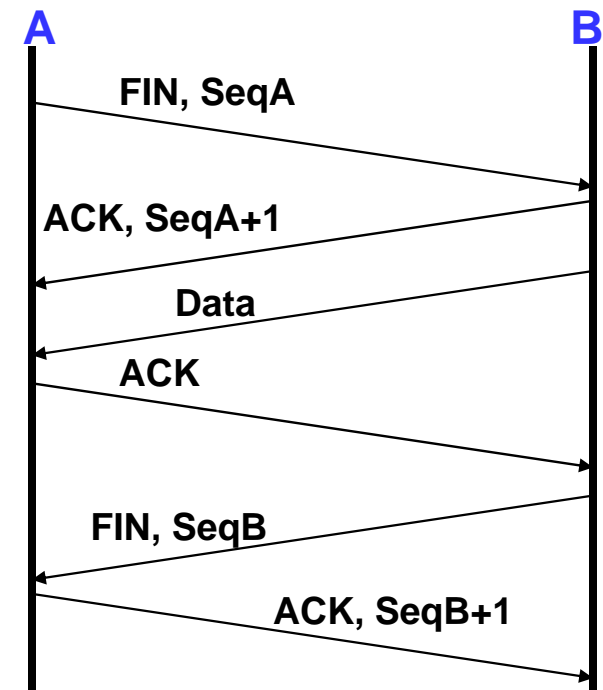 A
B
FIN, SeqA
ACK, SeqA+1
Data
ACK
FIN, SeqB
ACK, SeqB+1